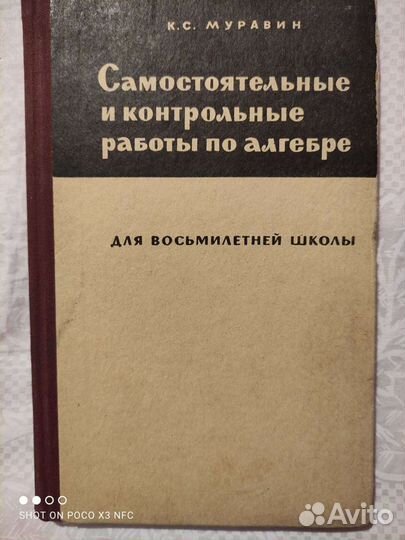 К.С. МУРАВИН
Самостоятельные
и контрольные
работы по алгебре
ДЛЯ ВОСЬМИЛЕТНЕЙ ШКОЛЫ
SHOT ON POCO X3 NFC
Avito